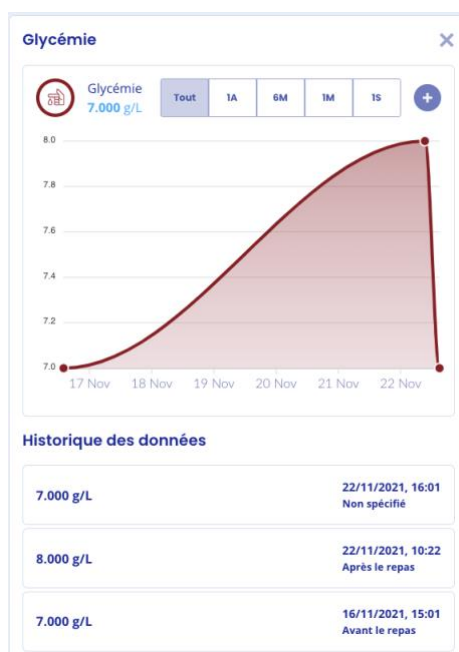 Glycémie
Glycémie
7.000 g/L
Tout 1A 6M 1M 1S
8.0
7.8
7.6
7.4
7.2
7.0
17 Nov 18 Nov 19 Nov 20 Nov 21 Nov 22 Nov
Historique des données
7.000 g/L
22/11/2021, 16:01
Non spécifié
8.000 g/L
22/11/2021, 10:22
Après le repas
7.000 g/L
16/11/2021, 15:01
Avant le repas